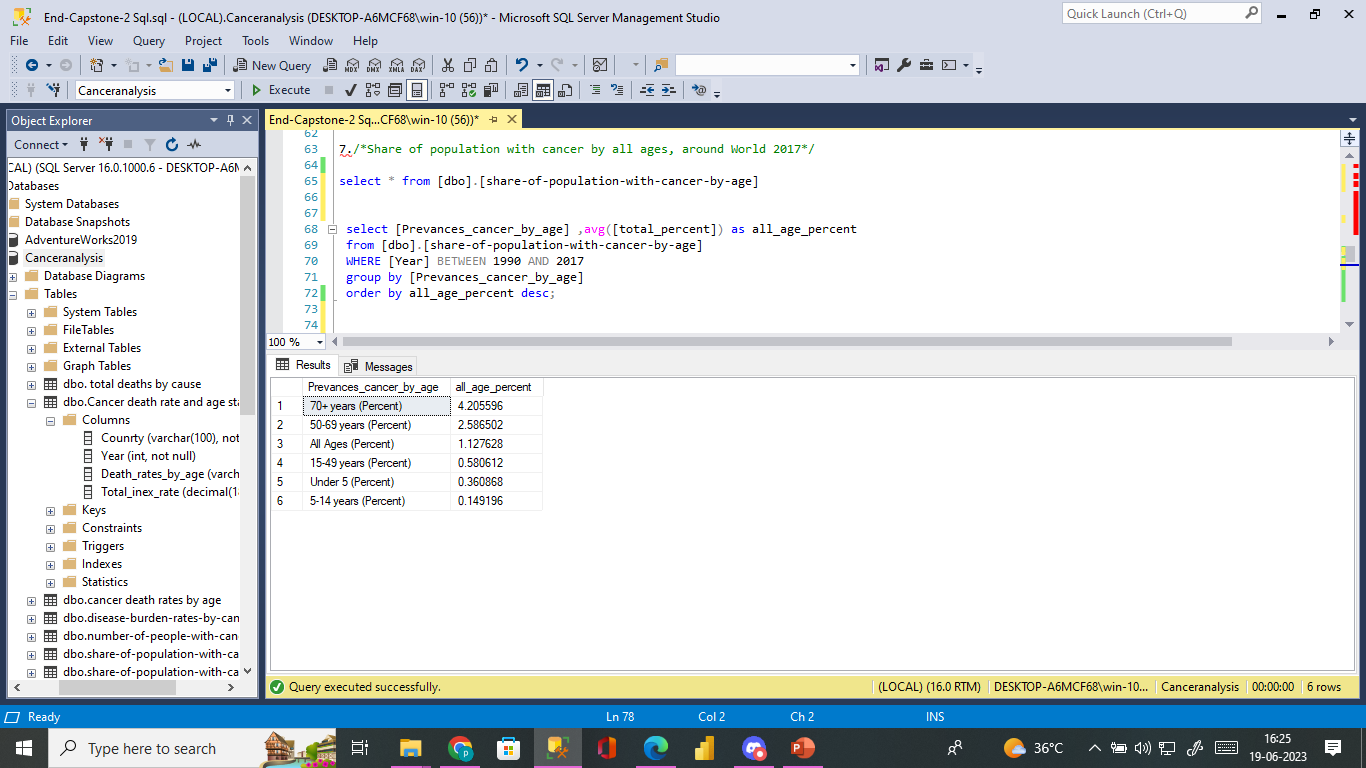 End-Capstone-2 Sql.sql - (LOCAL).Canceranalysis (DESKTOP-A6MCF68\win-10 (56))* - Microsoft SQL Server Management Studio
Quick Launch (Ctrl+Q)
File Edit View Query Project Tools Window Help
New Query MDX DMX XMLA DAX
Canceranalysis Execute
Object Explorer
Connect
CAL) (SQL Server 16.0.1000.6 - DESKTOP-A6M
Databases
System Databases
Database Snapshots
AdventureWorks2019
Canceranalysis
Database Diagrams
Tables
System Tables
FileTables
External Tables
Graph Tables
dbo. total deaths by cause
dbo.Cancer death rate and age sta
Columns
Counrty (varchar(100), not
Year (int, not null)
Death_rates_by_age (varch
Total_inex_rate (decimal(18
Keys
Constraints
Triggers
Indexes
Statistics
dbo.cancer death rates by age
dbo.disease-burden-rates-by-can
dbo.number-of-people-with-can
dbo.share-of-population-with-ca
dbo.share-of-population-with-ca
End-Capstone-2 Sq...CF68\win-10 (56))*
62
63 7./*Share of population with cancer by all ages, around World 2017*/
64
65 select * from [dbo].[share-of-population-with-cancer-by-age]
66
67
68 select [Prevances_cancer_by_age] ,avg([total_percent]) as all_age_percent
69 from [dbo].[share-of-population-with-cancer-by-age]
70 WHERE [Year] BETWEEN 1990 AND 2017
71 group by [Prevances_cancer_by_age]
72 order by all_age_percent desc;
73
74
100 %
Results Messages
Prevances_cancer_by_age all_age_percent
1 70+ years (Percent) 4.205596
2 50-69 years (Percent) 2.586502
3 All Ages (Percent) 1.127628
4 15-49 years (Percent) 0.580612
5 Under 5 (Percent) 0.360868
6 5-14 years (Percent) 0.149196
Query executed successfully. (LOCAL) (16.0 RTM) DESKTOP-A6MCF68\win-10... Canceranalysis 00:00:00 6 rows
Ready Ln 78 Col 2 Ch 2 INS
Type here to search
36°C
16:25
19-06-2023